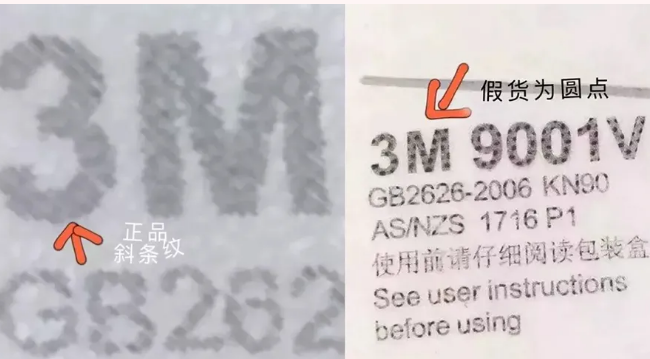 3M
正品
斜条纹
GB262
假货为圆点
3M 9001V
GB2626-2006 KN90
AS/NZS 1716 P1
使用前请仔细阅读包装盒
See user instructions
before using